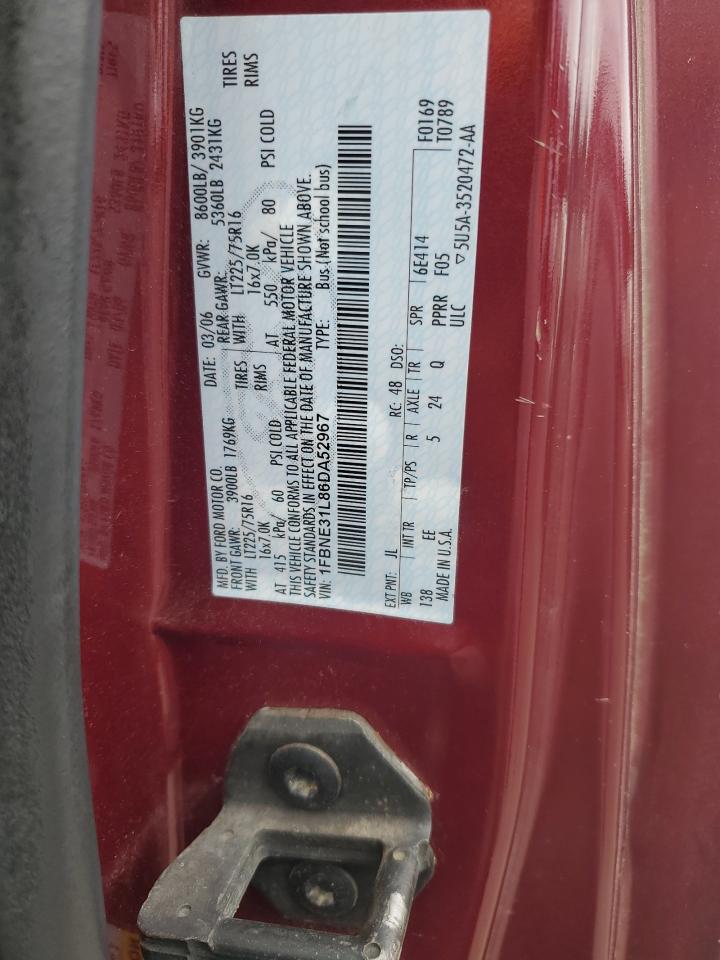 MFD. BY FORD MOTOR CO. DATE: 03/06 GVWR: 8600LB/ 3901KG
FRONT GAWR: 3900LB 1769KG REAR GAWR: 5360LB 2431KG
WITH LT225/75R16 TIRES WITH LT225/75R16 TIRES
16x7.0K RIMS 16x7.0K RIMS
AT 415 kPa/ 60 PSI COLD AT 550 kPa/ 80 PSI COLD
THIS VEHICLE CONFORMS TO ALL APPLICABLE FEDERAL MOTOR VEHICLE
SAFETY STANDARDS IN EFFECT ON THE DATE OF MANUFACTURE SHOWN ABOVE.
VIN: 1FBNE31L86DA52967 TYPE: Bus (Not school bus)
EXT PNT: JL RC: 48 DSO: F0169
WB INT TR TP/PS R AXLE TR SPR 6E414 T0789
138 EE 5 24 Q PPRR F05
MADE IN U.S.A. ULC ▽5U5A-3520472-AA